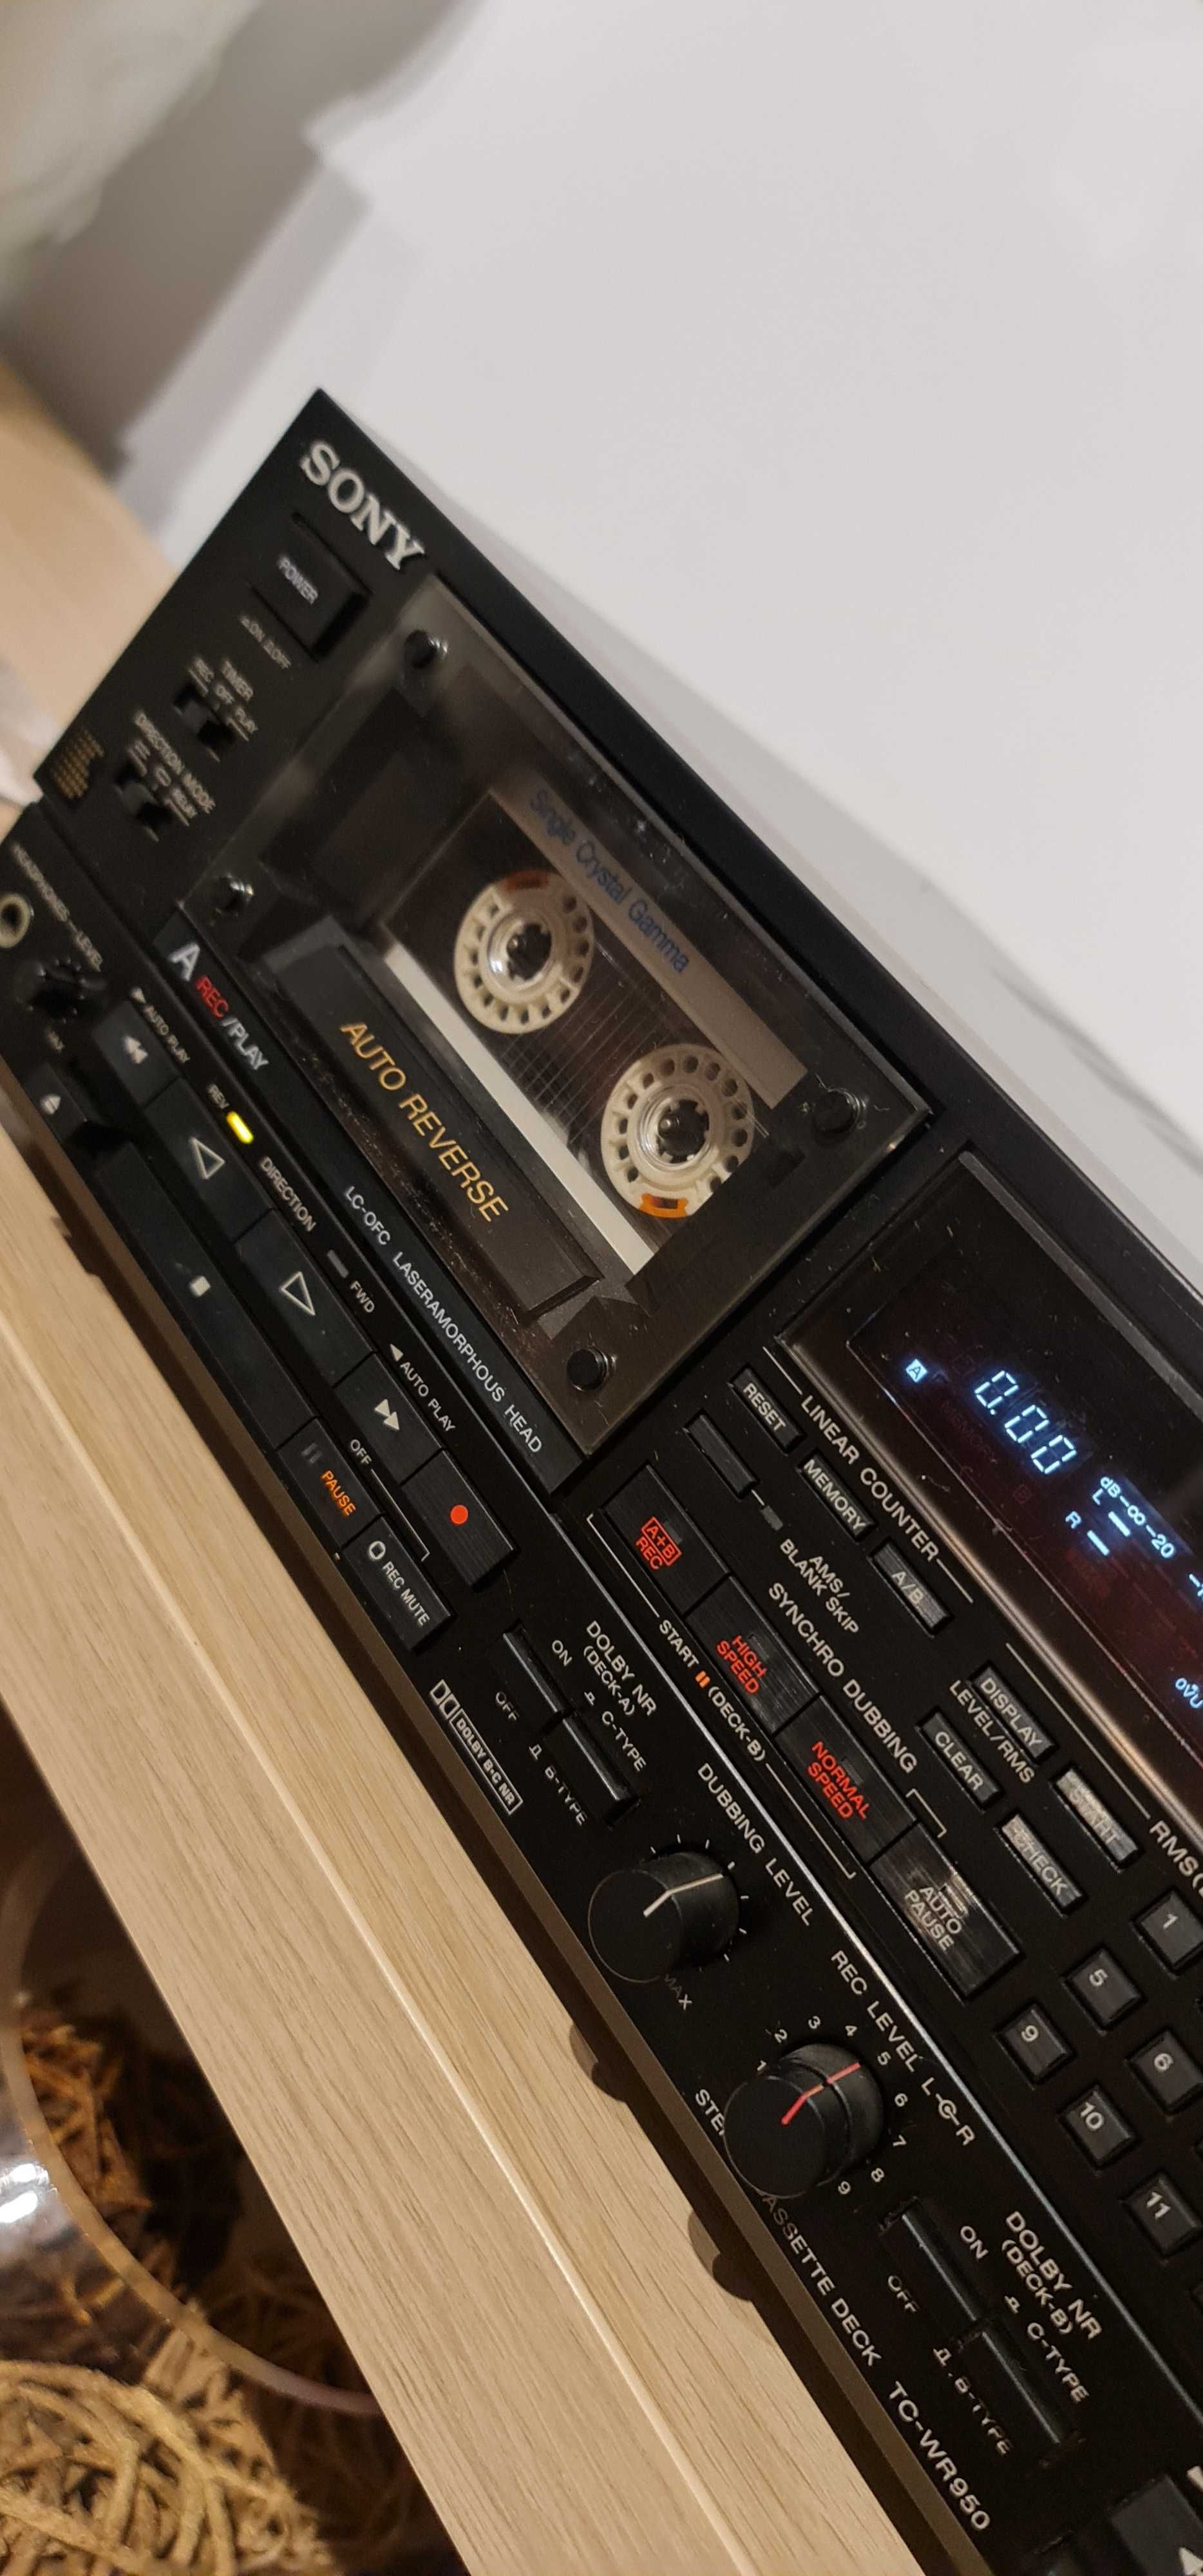 SONY
POWER
ON OFF
TIMER
REC OFF PLAY
DIRECTION MODE
RELAY
HEADPHONES
LEVEL
MAX
Single Crystal Gamma
AUTO REVERSE
A REC/PLAY
LC-OFC LASERAMORPHOUS HEAD
AUTO PLAY
REV
DIRECTION
FWD
AUTO PLAY
OFF
PAUSE
REC MUTE
A
0.00
dB-∞-20
L
R
RESET
LINEAR COUNTER
MEMORY
A/B
AMS/
BLANK SKIP
DISPLAY
LEVEL/RMS
CLEAR
START
CHECK
SYNCHRO DUBBING
A+B
REC
HIGH
SPEED
NORMAL
SPEED
AUTO
PAUSE
START (DECK-B)
1
5
6
9
10
11
DOLBY NR
(DECK-A)
ON
OFF
C-TYPE
B-TYPE
DOLBY B-C NR
DUBBING LEVEL
MAX
REC LEVEL L R
1 2 3 4 5 6 7 8 9
DOLBY NR
(DECK-B)
ON
OFF
C-TYPE
B-TYPE
CASSETTE DECK TC-WR950